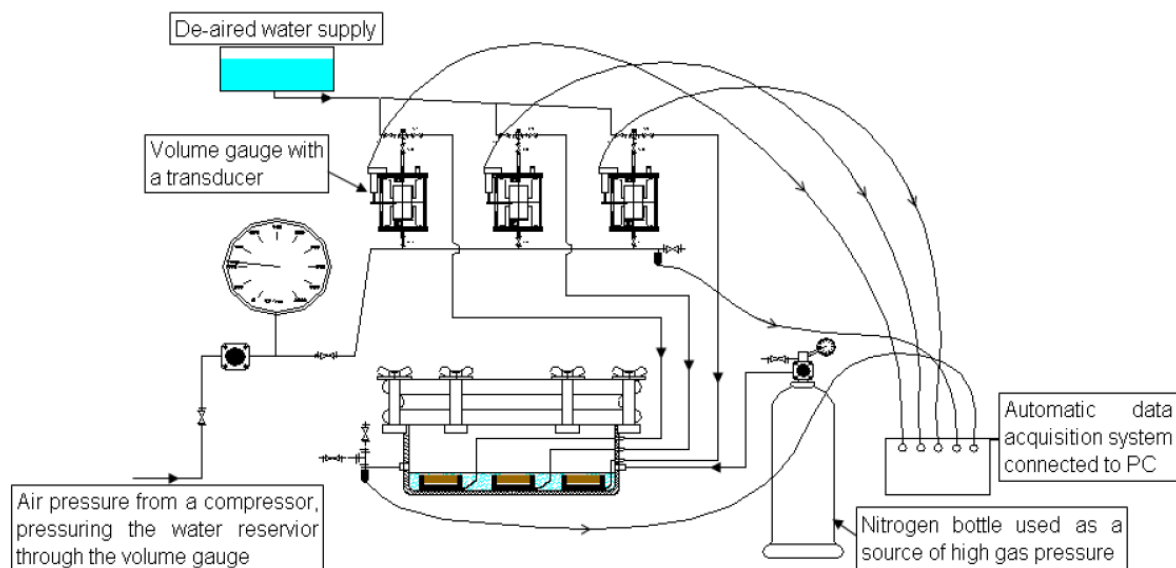 De-aired water supply
Volume gauge with
a transducer
Automatic data
acquisition system
connected to PC
Air pressure from a compressor,
pressuring the water reservior
through the volume gauge
Nitrogen bottle used as a
source of high gas pressure